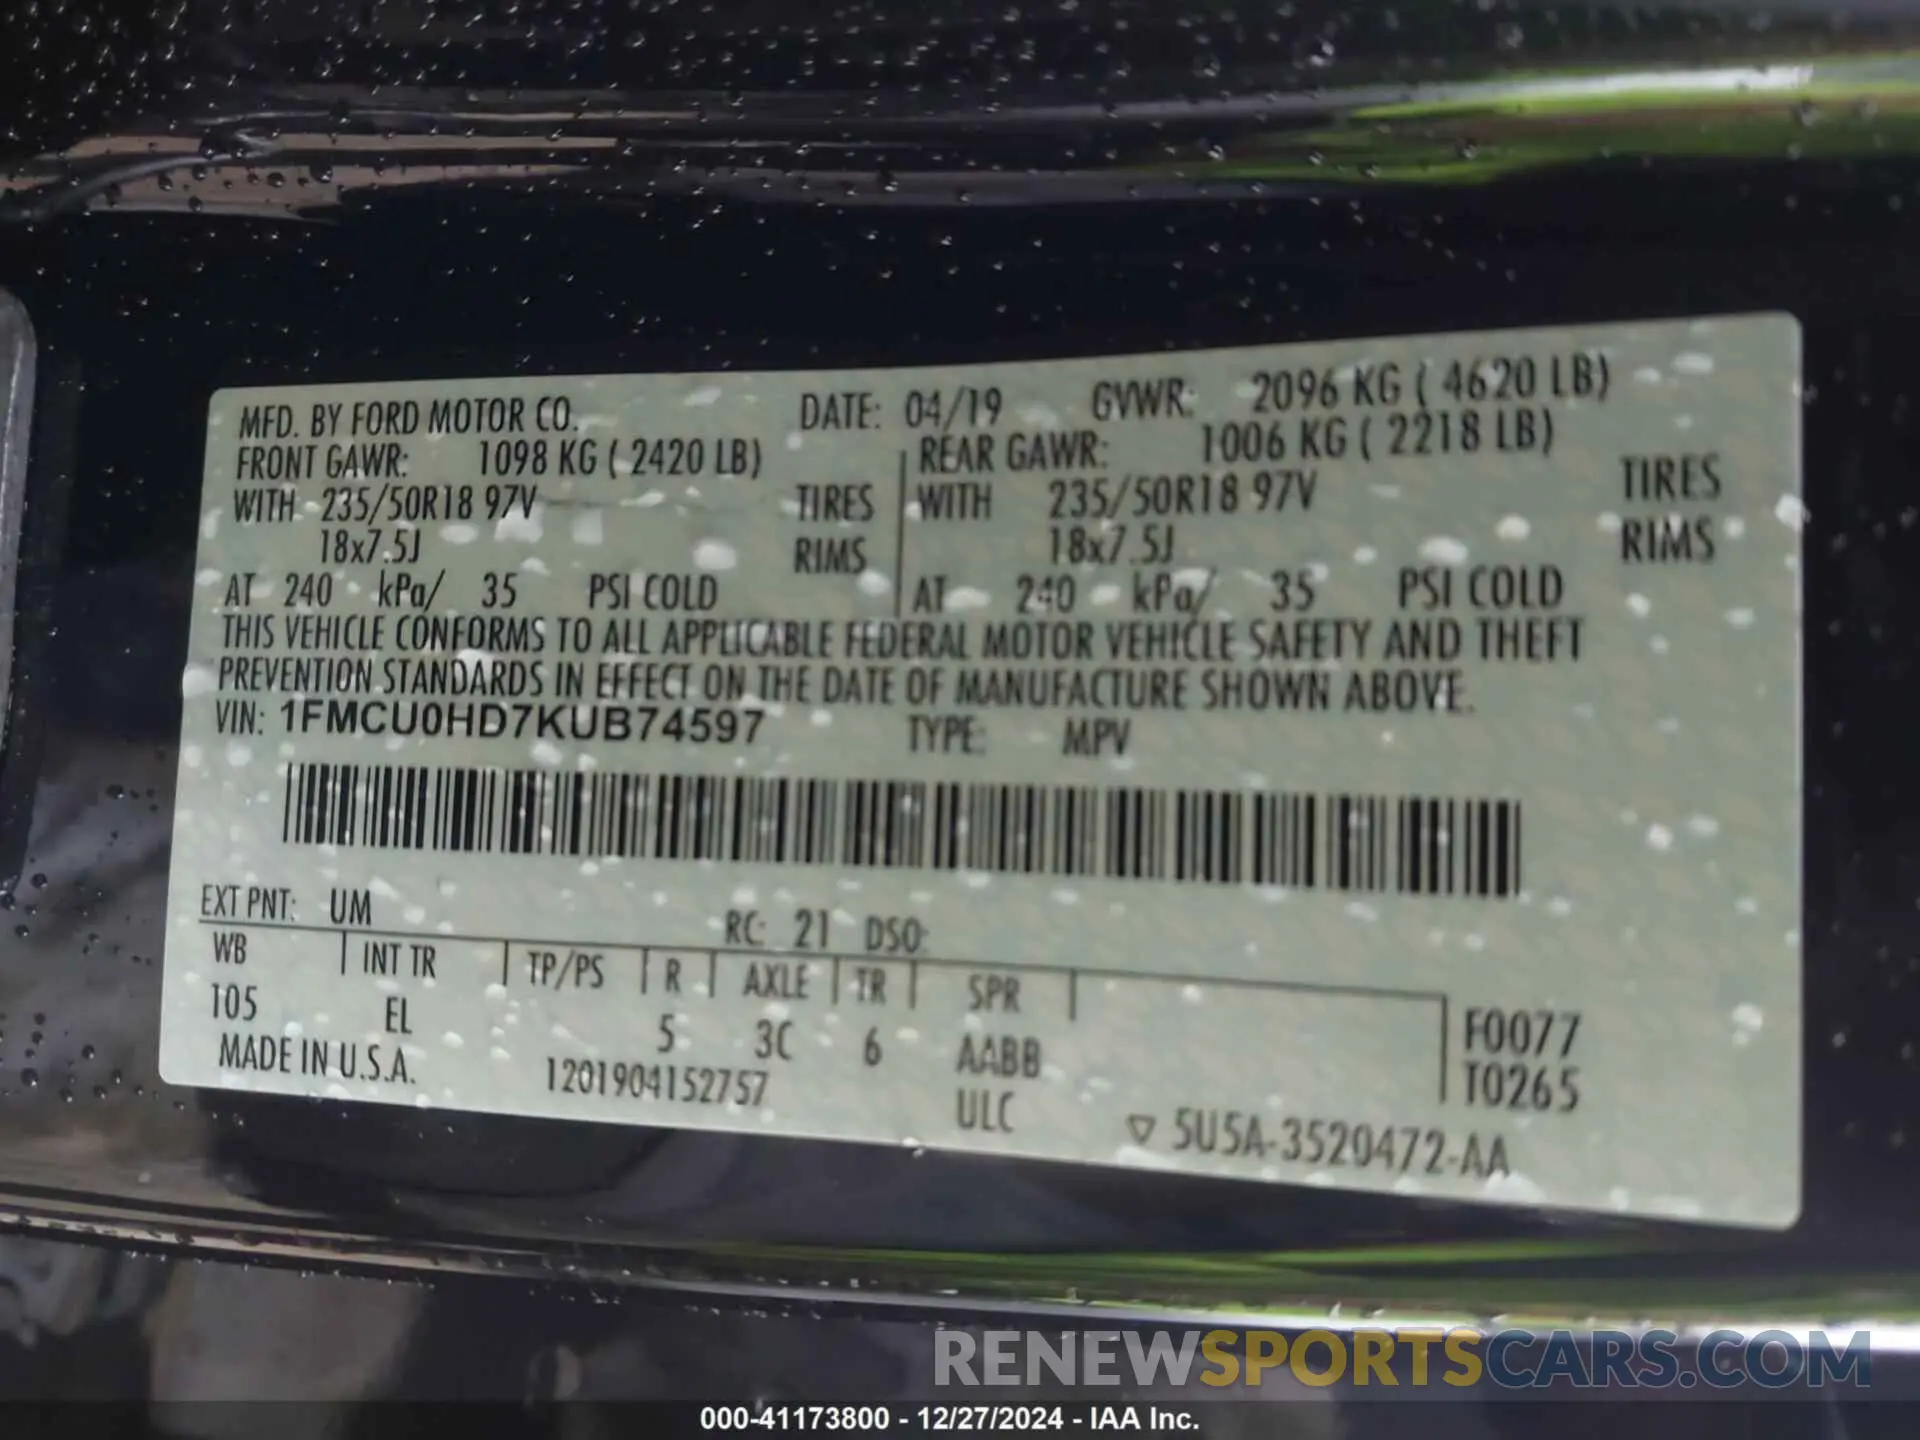 MFD. BY FORD MOTOR CO. DATE: 04/19 GVWR: 2096 KG ( 4620 LB)
FRONT GAWR: 1098 KG ( 2420 LB) REAR GAWR: 1006 KG ( 2218 LB)
WITH 235/50R18 97V TIRES WITH 235/50R18 97V TIRES
18x7.5J RIMS 18x7.5J RIMS
AT 240 kPa/ 35 PSI COLD AT 240 kPa/ 35 PSI COLD
THIS VEHICLE CONFORMS TO ALL APPLICABLE FEDERAL MOTOR VEHICLE SAFETY AND THEFT
PREVENTION STANDARDS IN EFFECT ON THE DATE OF MANUFACTURE SHOWN ABOVE.
VIN: 1FMCU0HD7KUB74597 TYPE: MPV
EXT PNT: UM RC: 21 DSO:
WB INT TR TP/PS R AXLE TR SPR
105 EL 5 3C 6 AABB F0077
MADE IN U.S.A. 1201904152757 ULC T0265
▽ 5U5A-3520472-AA
RENEWSPORTSCARS.COM
000-41173800 - 12/27/2024 - IAA Inc.